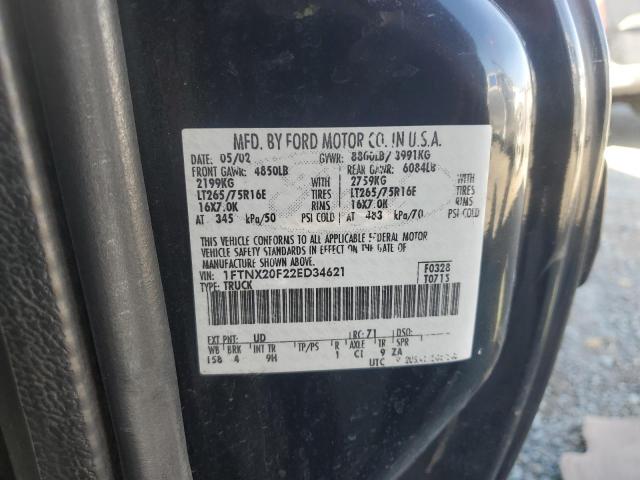 MFD. BY FORD MOTOR CO. IN U.S.A.
DATE: 05/02 GVWR: 8800LB/ 3991KG
FRONT GAWR: 4850LB REAR GAWR: 6084LB
2199KG WITH 2759KG WITH
LT265/75R16E TIRES LT265/75R16E TIRES
16X7.0K RIMS 16X7.0K RIMS
AT 345 kPa/50 PSI COLD AT 483 kPa/70 PSI COLD
THIS VEHICLE CONFORMS TO ALL APPLICABLE FEDERAL MOTOR
VEHICLE SAFETY STANDARDS IN EFFECT ON THE DATE OF
MANUFACTURE SHOWN ABOVE.
VIN: 1FTNX20F22ED34621 F0328
TYPE: TRUCK T0715
EXT PNT: UD RC: 71 DSO:
WB BRK INT TR TP/PS R AXLE TR SPR
158 4 9H 1 C1 9 ZA
UTC